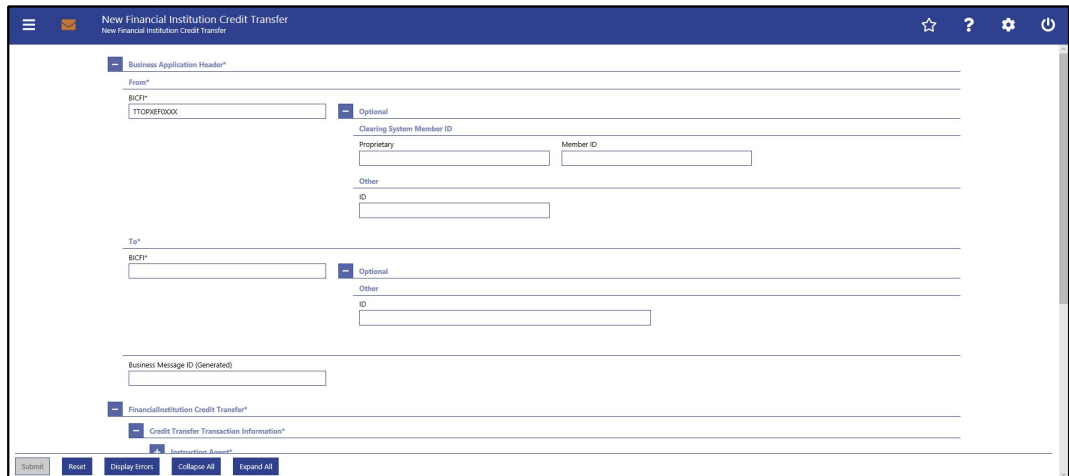 New Financial Institution Credit Transfer
New Financial Institution Credit Transfer
?
Business Application Header*
From*
BICFI*
TTOPXEF0XXX
Optional
Clearing System Member ID
Proprietary Member ID
Other
ID
To*
BICFI*
Optional
Other
ID
Business Message ID (Generated)
FinancialInstitution Credit Transfer*
Credit Transfer Transaction Information*
Instructing Agent*
Submit Reset Display Errors Collapse All Expand All